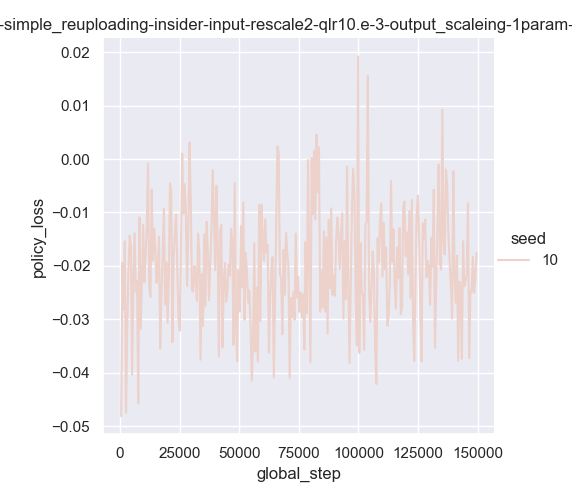 -simple_reuploading-insider-input-rescale2-qlr10.e-3-output_scaleing-1param-
0.02
0.01
0.00
−0.01
−0.02
−0.03
−0.04
−0.05
policy_loss
0 25000 50000 75000 100000 125000 150000
global_step
seed
10